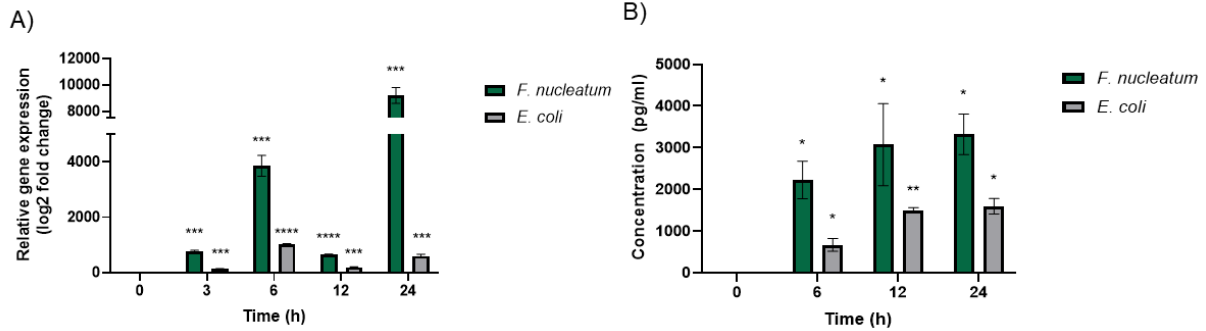 A)
Relative gene expression
(log2 fold change)
12000
10000
8000
4000
2000
0
***
***
***
****
****
***
***
***
0 3 6 12 24
Time (h)
F. nucleatum
E. coli
B)
Concentration (pg/ml)
5000
4000
3000
2000
1000
0
*
*
*
**
*
*
0 6 12 24
Time (h)
F. nucleatum
E. coli